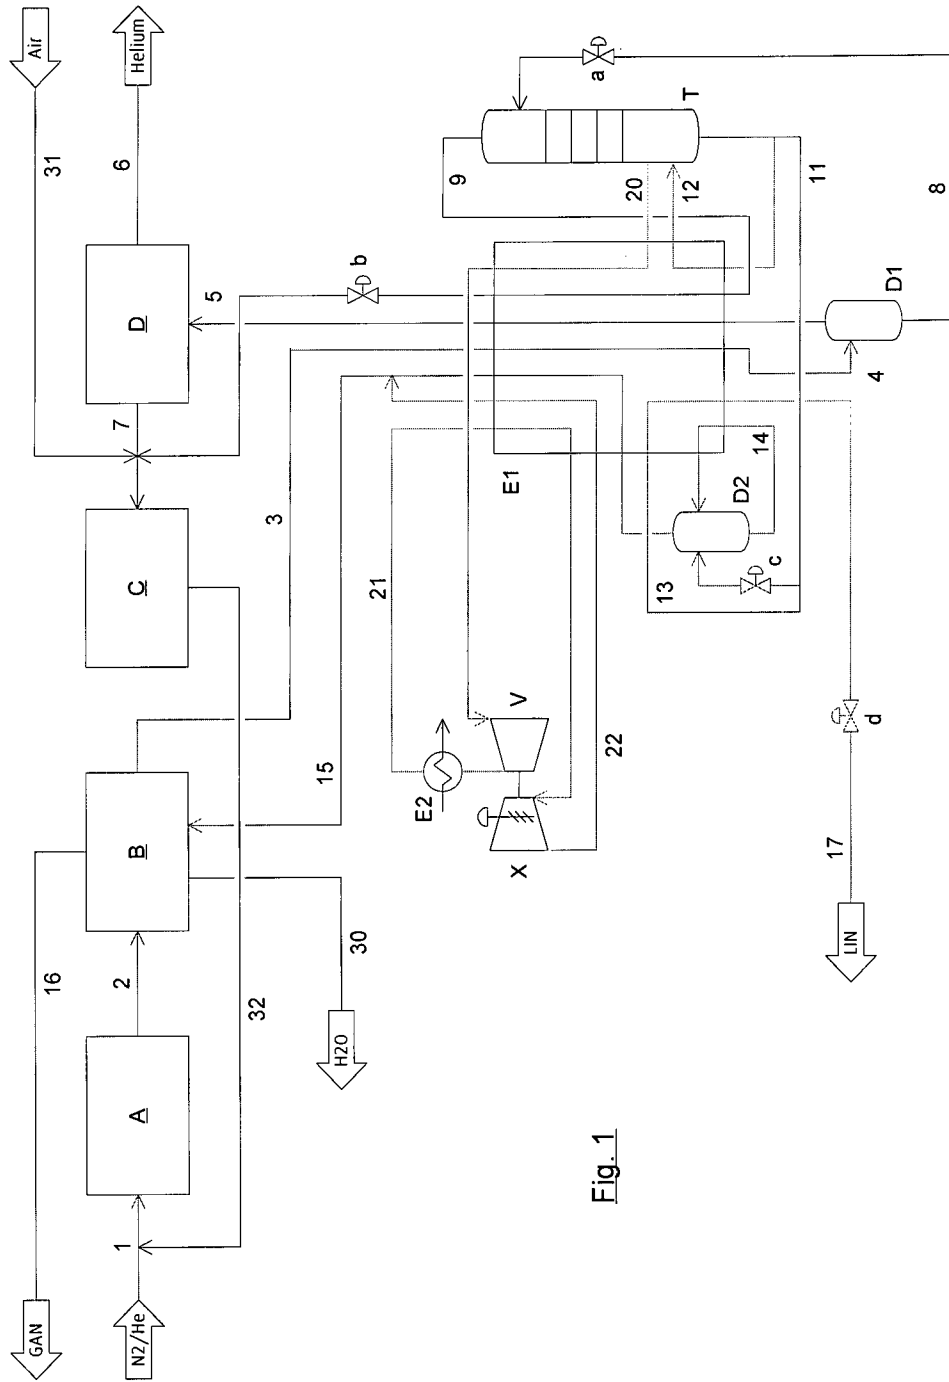 GAN
16
Air
31
N2/He
1
A
2
B
C
7
D
6
Helium
32
3
5
b
H2O
30
15
21
E2
X
V
22
E1
9
20
12
T
a
11
8
13
c
D2
14
4
D1
LIN
17
d
Fig. 1